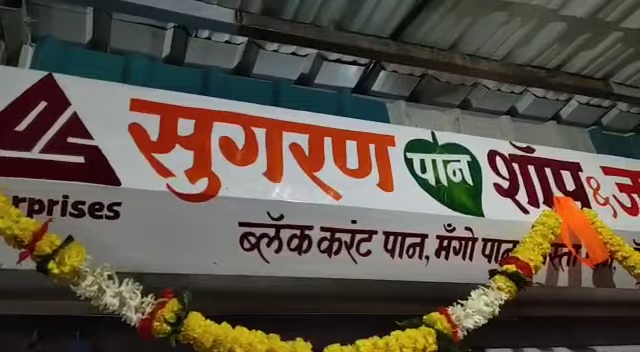 सुगरण पान शॉप &
rprises
ब्लॅक करंट पान, मँगो पान